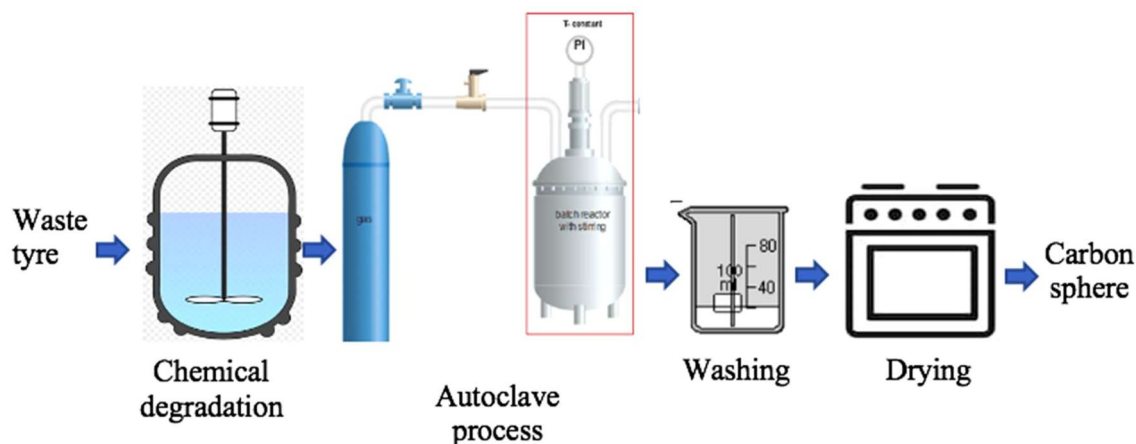 T- constant
PI
Waste
tyre
gas
batch reactor
with stirring
80
100
ml
40
Carbon
sphere
Chemical
degradation
Autoclave
process
Washing
Drying